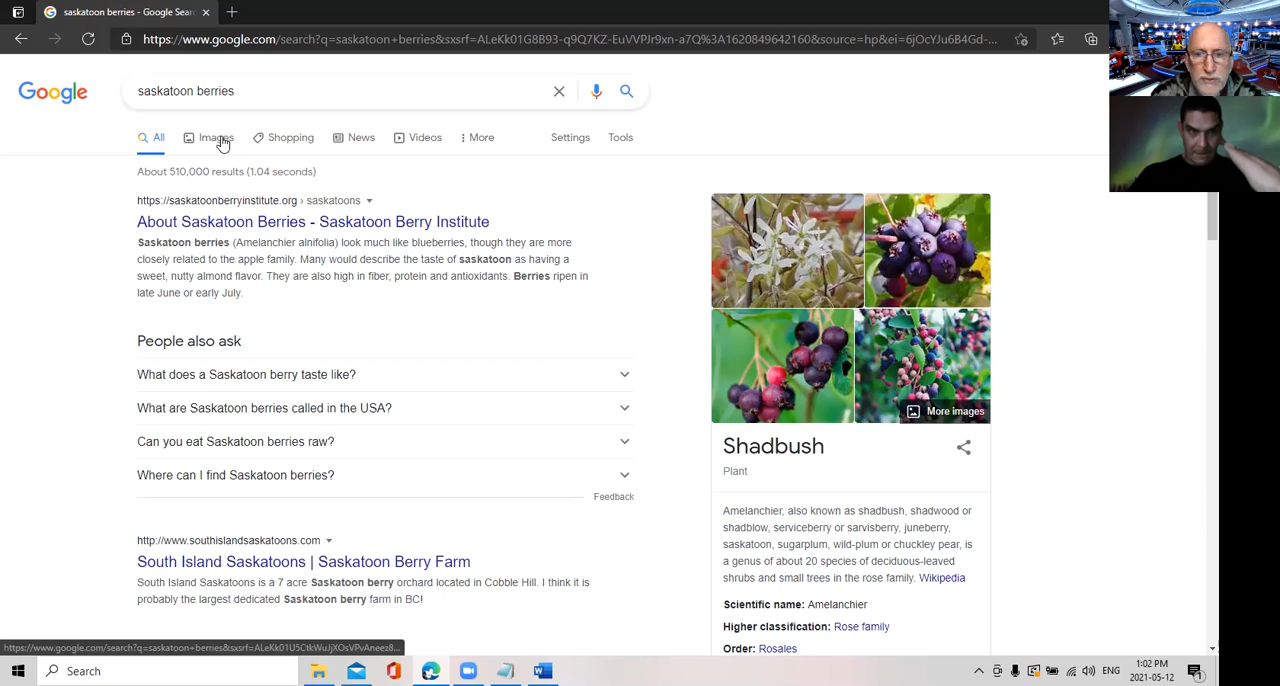 saskatoon berries - Google Sear
https://www.google.com/search?q=saskatoon+berries&sxsrf=ALeKk01G8B93-q9Q7KZ-EuVVPJr9xn-a7Q%3A1620849642160&source=hp&ei=6jOcYJu6B4Gd-...
Google
saskatoon berries
All Images Shopping News Videos More Settings Tools
About 510,000 results (1.04 seconds)
https://saskatoonberryinstitute.org › saskatoons
About Saskatoon Berries - Saskatoon Berry Institute
Saskatoon berries (Amelanchier alnifolia) look much like blueberries, though they are more
closely related to the apple family. Many would describe the taste of saskatoon as having a
sweet, nutty almond flavor. They are also high in fiber, protein and antioxidants. Berries ripen in
late June or early July.
People also ask
What does a Saskatoon berry taste like?
What are Saskatoon berries called in the USA?
Can you eat Saskatoon berries raw?
Where can I find Saskatoon berries?
Feedback
http://www.southislandsaskatoons.com
South Island Saskatoons | Saskatoon Berry Farm
South Island Saskatoons is a 7 acre Saskatoon berry orchard located in Cobble Hill. I think it is
probably the largest dedicated Saskatoon berry farm in BC!
More images
Shadbush
Plant
Amelanchier, also known as shadbush, shadwood or
shadblow, serviceberry or sarvisberry, juneberry,
saskatoon, sugarplum, wild-plum or chuckley pear, is
a genus of about 20 species of deciduous-leaved
shrubs and small trees in the rose family. Wikipedia
Scientific name: Amelanchier
Higher classification: Rose family
Order: Rosales
https://www.google.com/search?q=saskatoon+berries&sxsrf=ALeKk01U5CtkWuJjXOsVPvAneez8...
Search
ENG
1:02 PM
2021-05-12
1